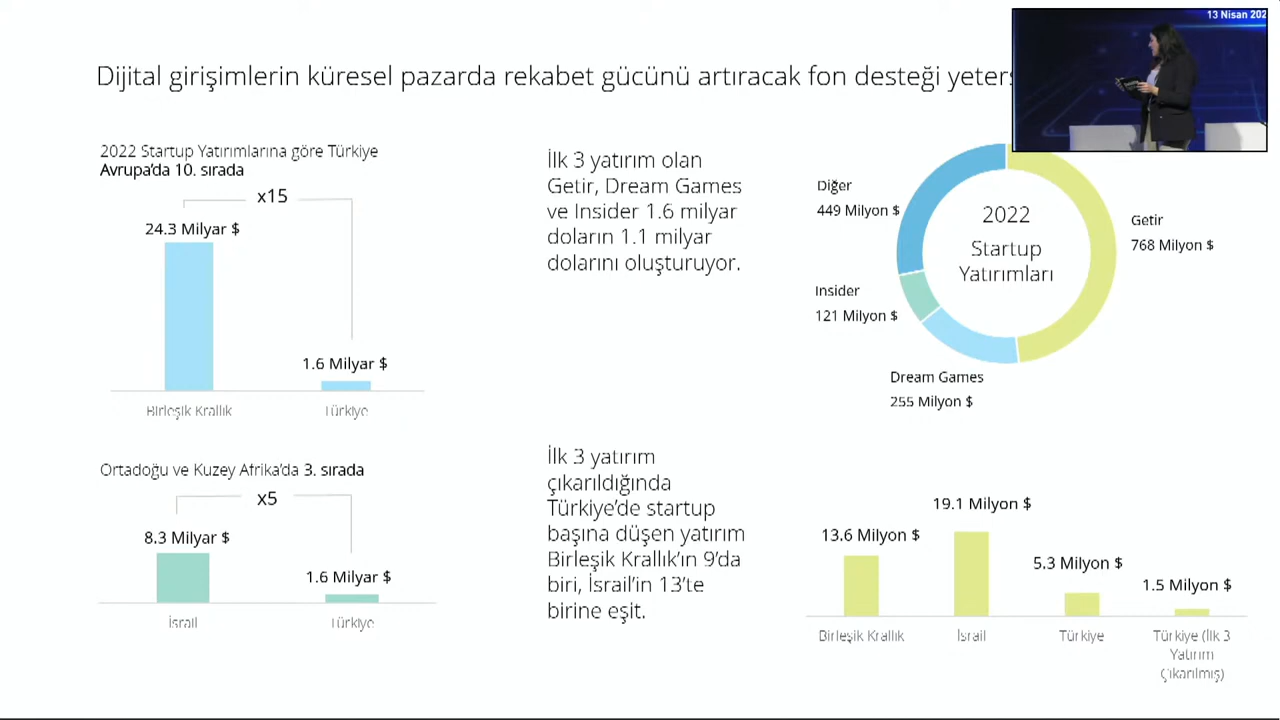 13 Nisan 202
Dijital girişimlerin küresel pazarda rekabet gücünü artıracak fon desteği
2022 Startup Yatırımlarına göre Türkiye
Avrupa'da 10. sırada
x15
24.3 Milyar $
1.6 Milyar $
Birleşik Krallık
Türkiye
İlk 3 yatırım olan
Getir, Dream Games
ve Insider 1.6 milyar
doların 1.1 milyar
dolarını oluşturuyor.
Diğer
449 Milyon $
2022
Startup
Yatırımları
Getir
768 Milyon $
Insider
121 Milyon $
Dream Games
255 Milyon $
Ortadoğu ve Kuzey Afrika'da 3. sırada
x5
8.3 Milyar $
1.6 Milyar $
İsrail
Türkiye
İlk 3 yatırım
çıkarıldığında
Türkiye'de startup
başına düşen yatırım
Birleşik Krallık'ın 9'da
biri, İsrail'in 13'te
birine eşit.
13.6 Milyon $
19.1 Milyon $
5.3 Milyon $
1.5 Milyon $
Birleşik Krallık
İsrail
Türkiye
Türkiye (İlk 3
Yatırım
Çıkarılmış)